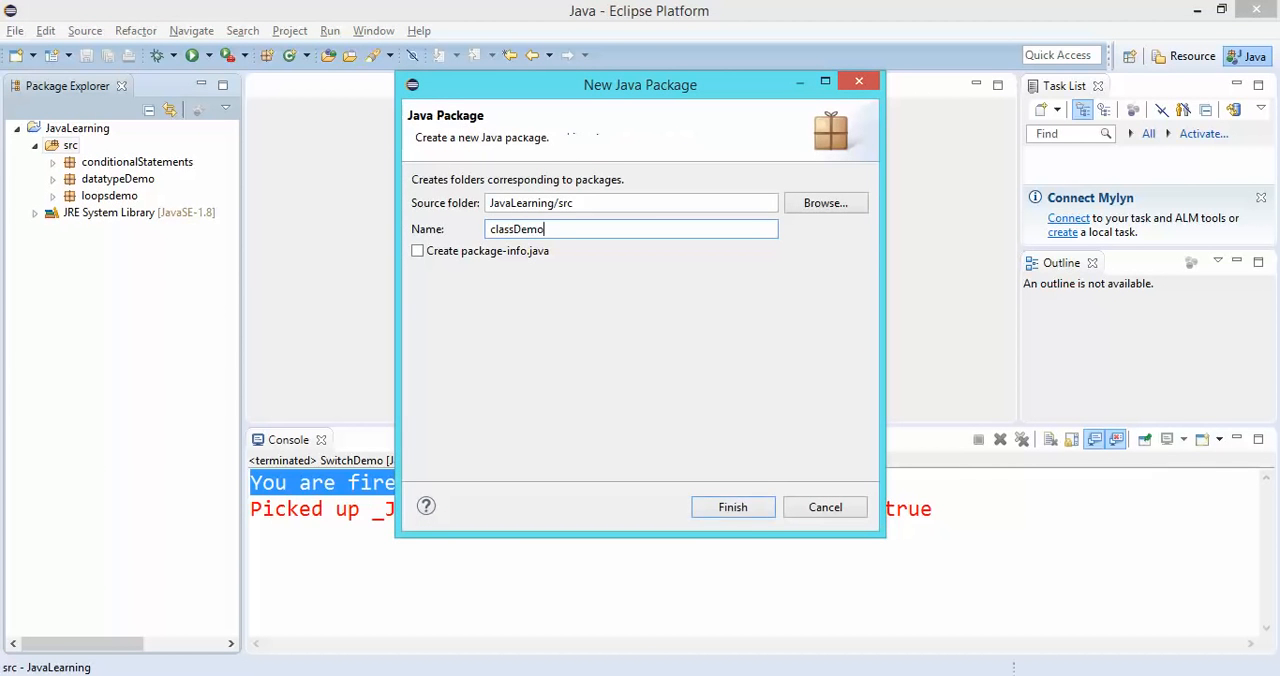 Java - Eclipse Platform
File Edit Source Refactor Navigate Search Project Run Window Help
Quick Access Resource Java
Package Explorer
JavaLearning
src
conditionalStatements
datatypeDemo
loopsdemo
JRE System Library [JavaSE-1.8]
New Java Package
Java Package
Create a new Java package.
Creates folders corresponding to packages.
Source folder: JavaLearning/src Browse...
Name: classDemo
Create package-info.java
Finish Cancel
Task List
Find All Activate...
Connect Mylyn
Connect to your task and ALM tools or
create a local task.
Outline
An outline is not available.
Console
<terminated> SwitchDemo [J
You are fire
Picked up _J true
src - JavaLearning